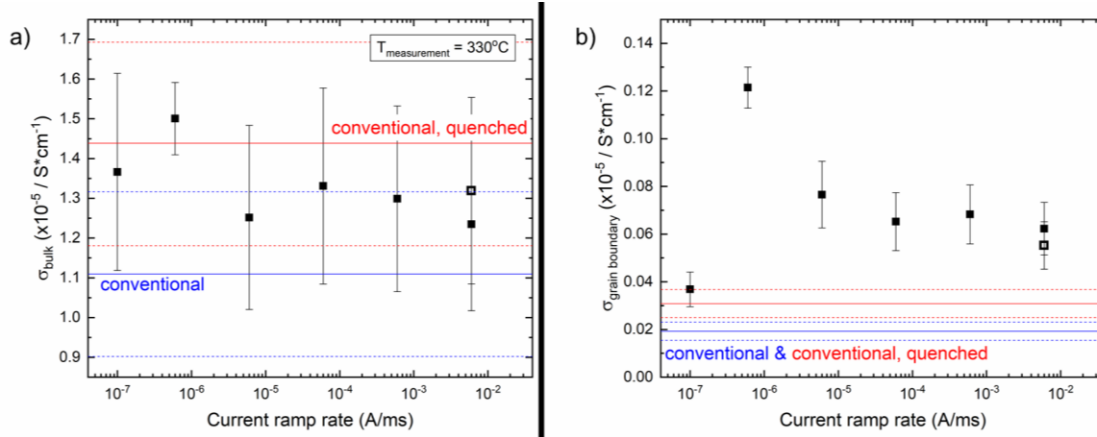 a)
T_measurement = 330°C
1.7
1.6
1.5
1.4
1.3
1.2
1.1
1.0
0.9
conventional, quenched
conventional
σ_bulk (x10⁻⁵ / S*cm⁻¹)
10⁻⁷ 10⁻⁶ 10⁻⁵ 10⁻⁴ 10⁻³ 10⁻²
Current ramp rate (A/ms)
b)
0.14
0.12
0.10
0.08
0.06
0.04
0.02
0.00
conventional & conventional, quenched
σ_grain boundary (x10⁻⁵ / S*cm⁻¹)
10⁻⁷ 10⁻⁶ 10⁻⁵ 10⁻⁴ 10⁻³ 10⁻²
Current ramp rate (A/ms)